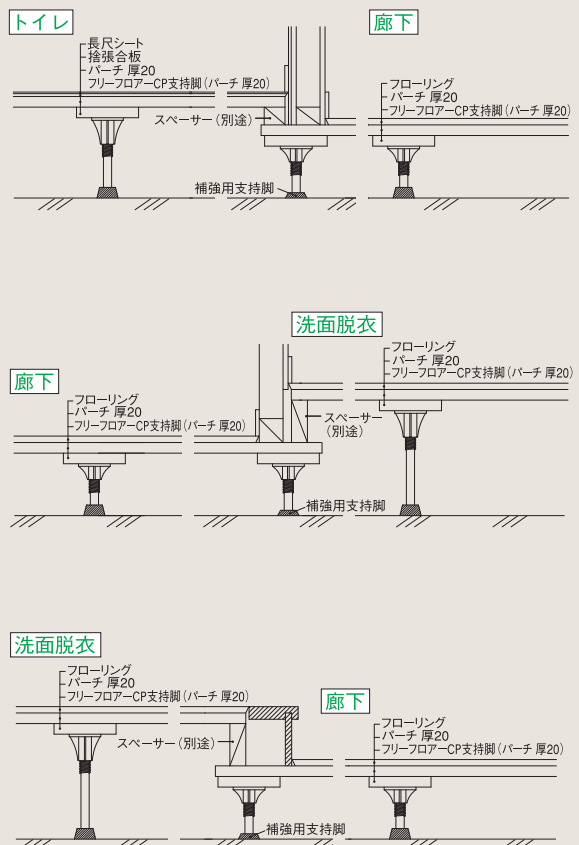 トイレ
長尺シート
捨張合板
パーチ 厚20
フリーフロアーCP支持脚（パーチ 厚20）
スペーサー（別途）
補強用支持脚
廊下
フローリング
パーチ 厚20
フリーフロアーCP支持脚（パーチ 厚20）
洗面脱衣
フローリング
パーチ 厚20
フリーフロアーCP支持脚（パーチ 厚20）
廊下
フローリング
パーチ 厚20
フリーフロアーCP支持脚（パーチ 厚20）
スペーサー
（別途）
補強用支持脚
洗面脱衣
フローリング
パーチ 厚20
フリーフロアーCP支持脚（パーチ 厚20）
スペーサー（別途）
廊下
フローリング
パーチ 厚20
フリーフロアーCP支持脚（パーチ 厚20）
補強用支持脚